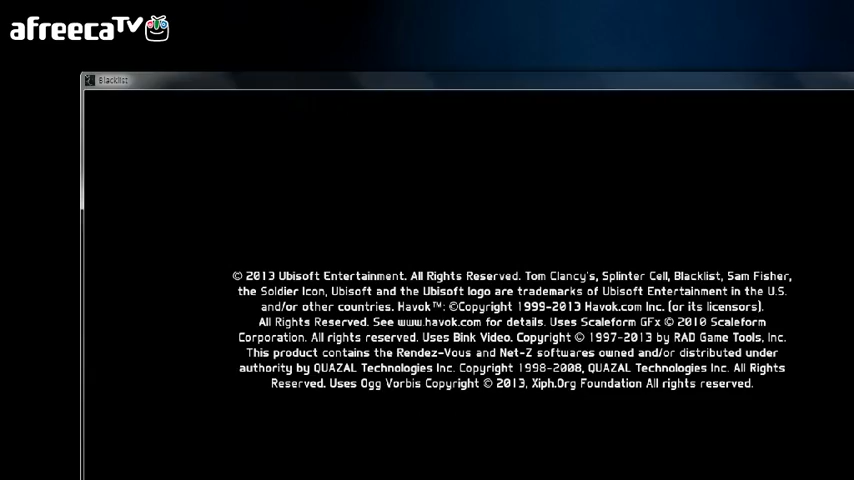 afreecaTV
Blacklist
© 2013 Ubisoft Entertainment. All Rights Reserved. Tom Clancy's, Splinter Cell, Blacklist, Sam Fisher,
the Soldier Icon, Ubisoft and the Ubisoft logo are trademarks of Ubisoft Entertainment in the U.S.
and/or other countries. Havok™: ©Copyright 1999-2013 Havok.com Inc. (or its licensors).
All Rights Reserved. See www.havok.com for details. Uses Scaleform GFx © 2010 Scaleform
Corporation. All rights reserved. Uses Bink Video. Copyright © 1997-2013 by RAD Game Tools, Inc.
This product contains the Rendez-Vous and Net-Z softwares owned and/or distributed under
authority by QUAZAL Technologies Inc. Copyright 1998-2008, QUAZAL Technologies Inc. All Rights
Reserved. Uses Ogg Vorbis Copyright © 2013, Xiph.Org Foundation All rights reserved.